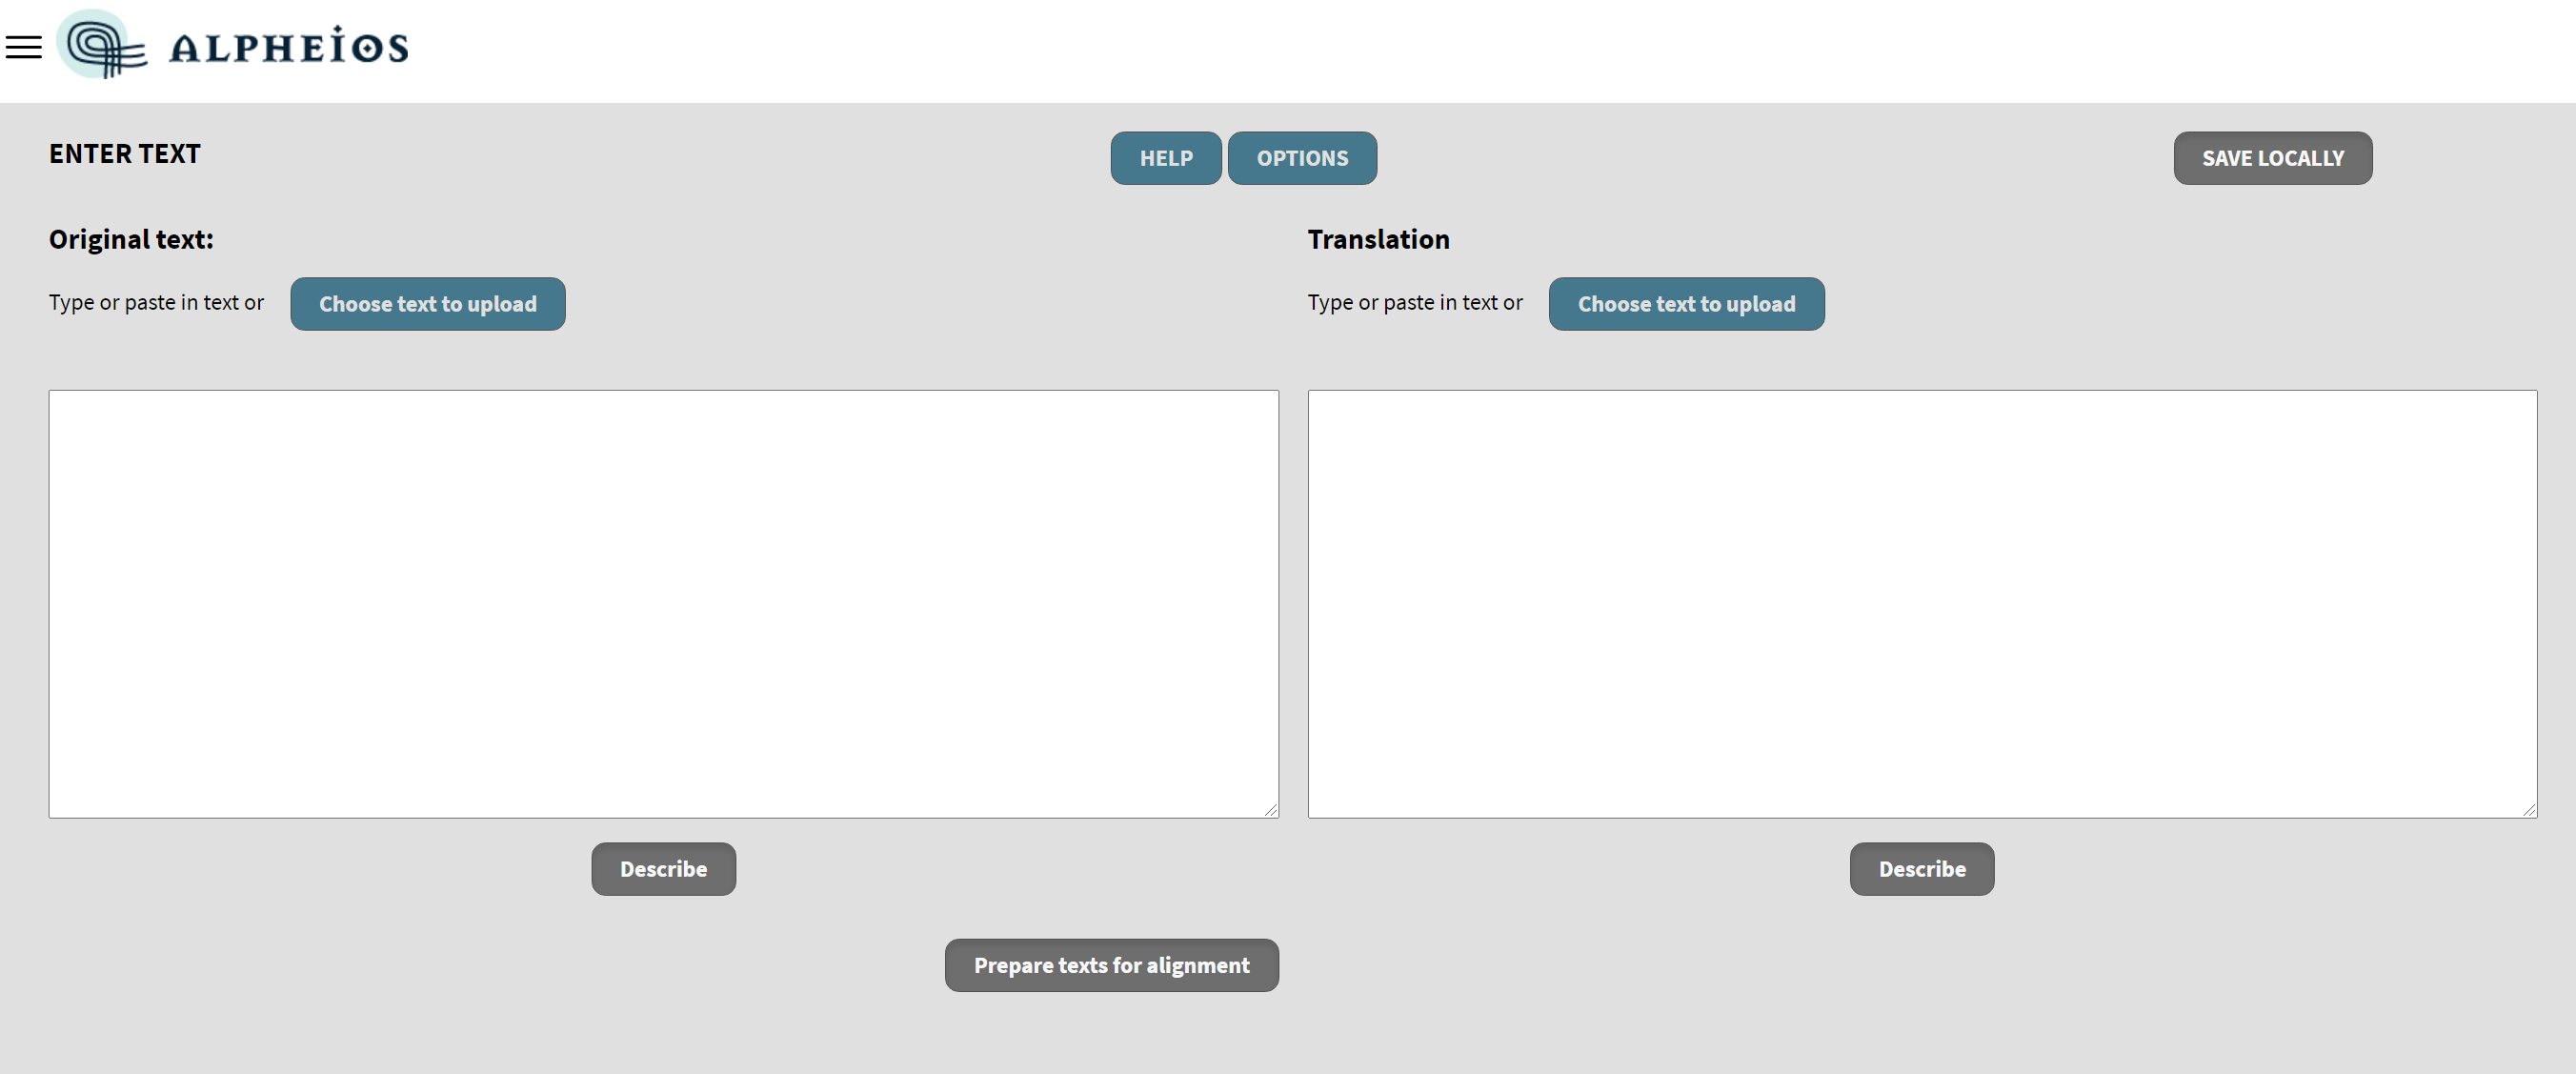 ALPHEIOS
ENTER TEXT
HELP
OPTIONS
SAVE LOCALLY
Original text:
Type or paste in text or
Choose text to upload
Translation
Type or paste in text or
Choose text to upload
Describe
Describe
Prepare texts for alignment